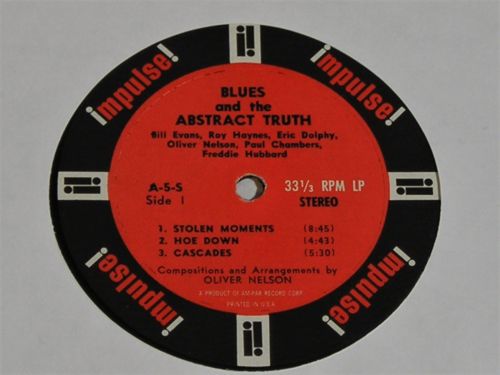 impulse!
i!
impulse!
BLUES
and the
ABSTRACT TRUTH
Bill Evans, Roy Haynes, Eric Dolphy,
Oliver Nelson, Paul Chambers,
Freddie Hubbard
i!
i!
A-5-S 33 1/3 RPM LP
Side 1 STEREO
1. STOLEN MOMENTS (8:45)
2. HOE DOWN (4:43)
3. CASCADES (5:30)
Compositions and Arrangements by
OLIVER NELSON
A PRODUCT OF AM-PAR RECORD CORP.
PRINTED IN U.S.A.
impulse!
i!
impulse!